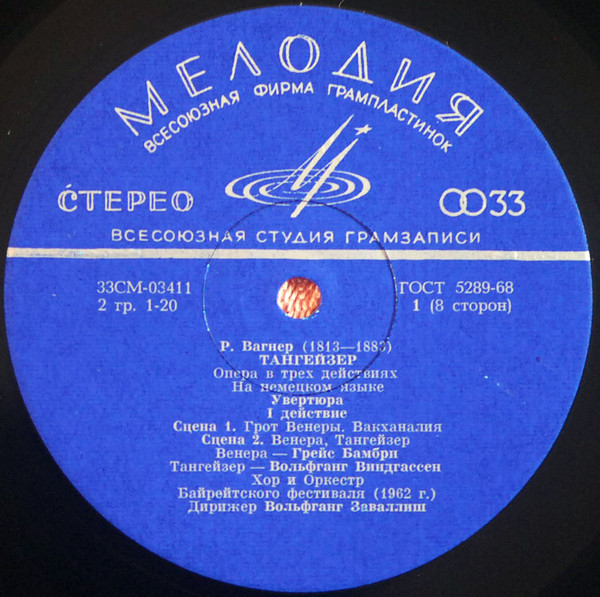 МЕЛОДИЯ
ВСЕСОЮЗНАЯ ФИРМА ГРАМПЛАСТИНОК
СТЕРЕО
33
ВСЕСОЮЗНАЯ СТУДИЯ ГРАМЗАПИСИ
33СМ-03411
ГОСТ 5289-68
2 тр. 1-20
1 (8 сторон)
Р. Вагнер (1813—1883)
ТАНГЕЙЗЕР
Опера в трех действиях
На немецком языке
Увертюра
I действие
Сцена 1. Грот Венеры. Вакханалия
Сцена 2. Венера, Тангейзер
Венера — Грейс Бамбри
Тангейзер — Вольфганг Виндгассен
Хор и Оркестр
Байрейтского фестиваля (1962 г.)
Дирижер Вольфганг Заваллиш